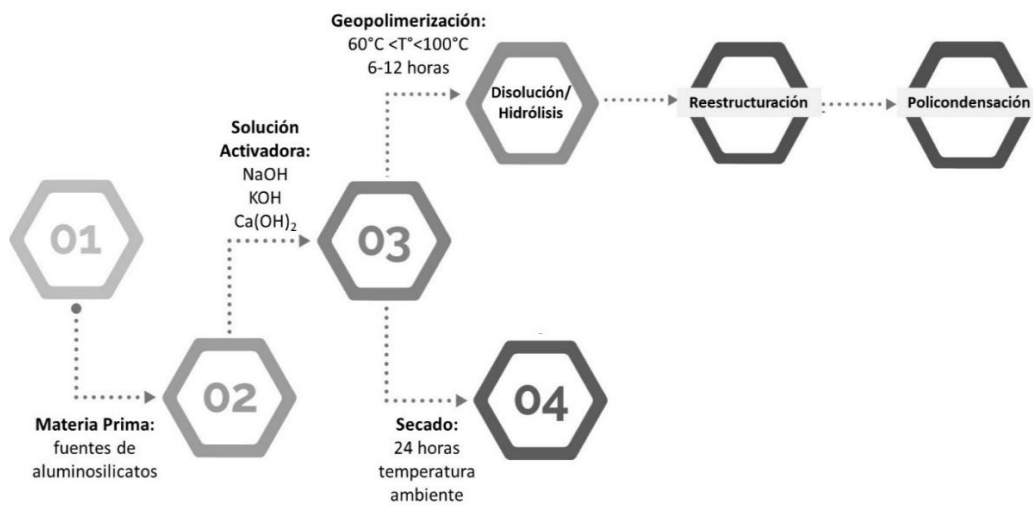 Geopolimerización:
60°C <T°<100°C
6-12 horas
Disolución/
Hidrólisis
Reestructuración
Policondensación
Solución
Activadora:
NaOH
KOH
Ca(OH)₂
01
03
02
04
Materia Prima:
fuentes de
aluminosilicatos
Secado:
24 horas
temperatura
ambiente